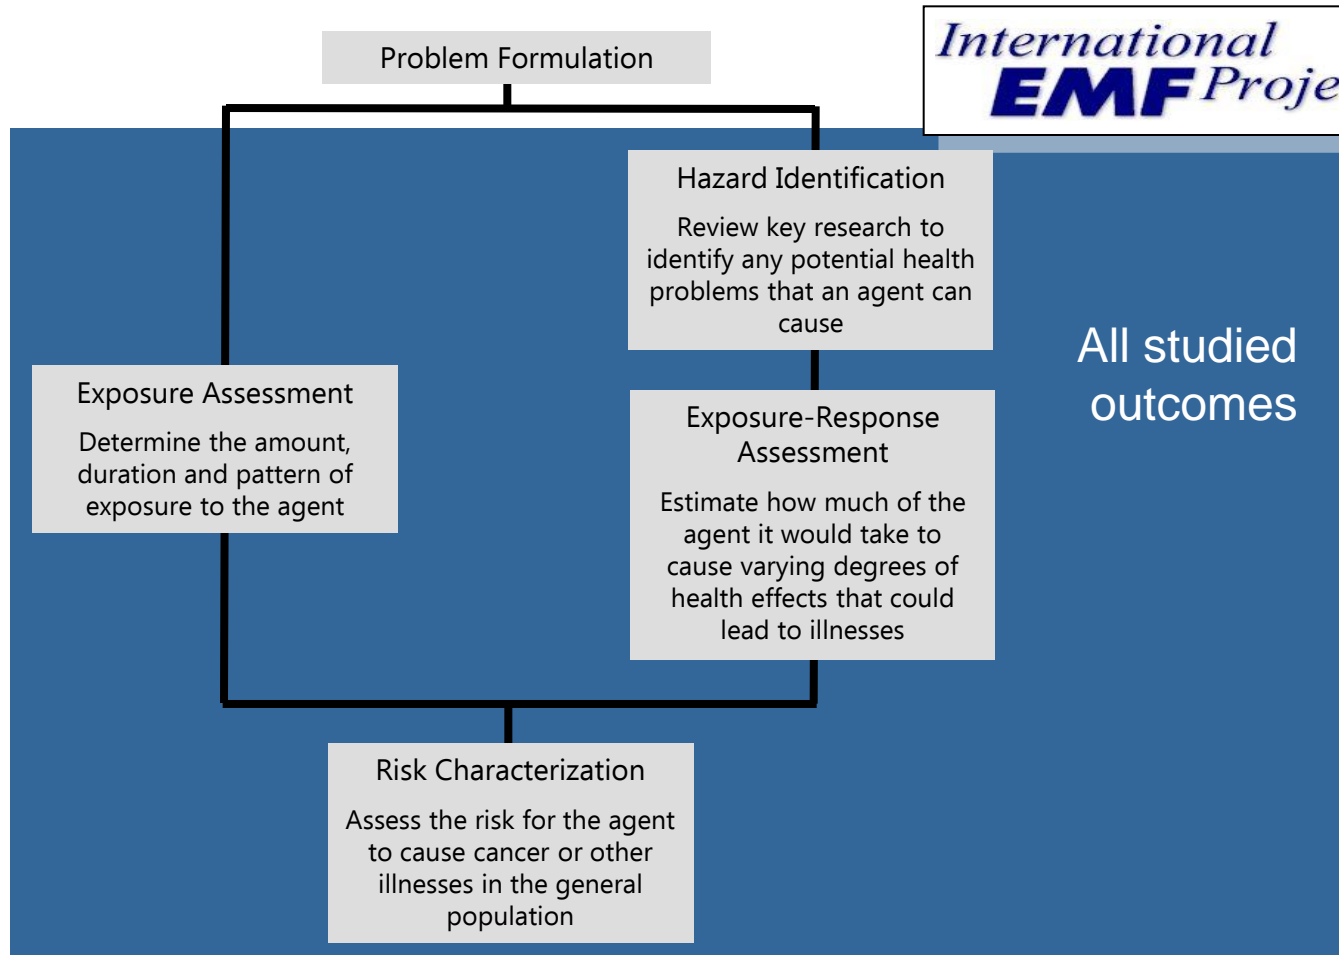 Problem Formulation
International
EMF Proje
Hazard Identification
Review key research to
identify any potential health
problems that an agent can
cause
All studied
outcomes
Exposure Assessment
Determine the amount,
duration and pattern of
exposure to the agent
Exposure-Response
Assessment
Estimate how much of the
agent it would take to
cause varying degrees of
health effects that could
lead to illnesses
Risk Characterization
Assess the risk for the agent
to cause cancer or other
illnesses in the general
population